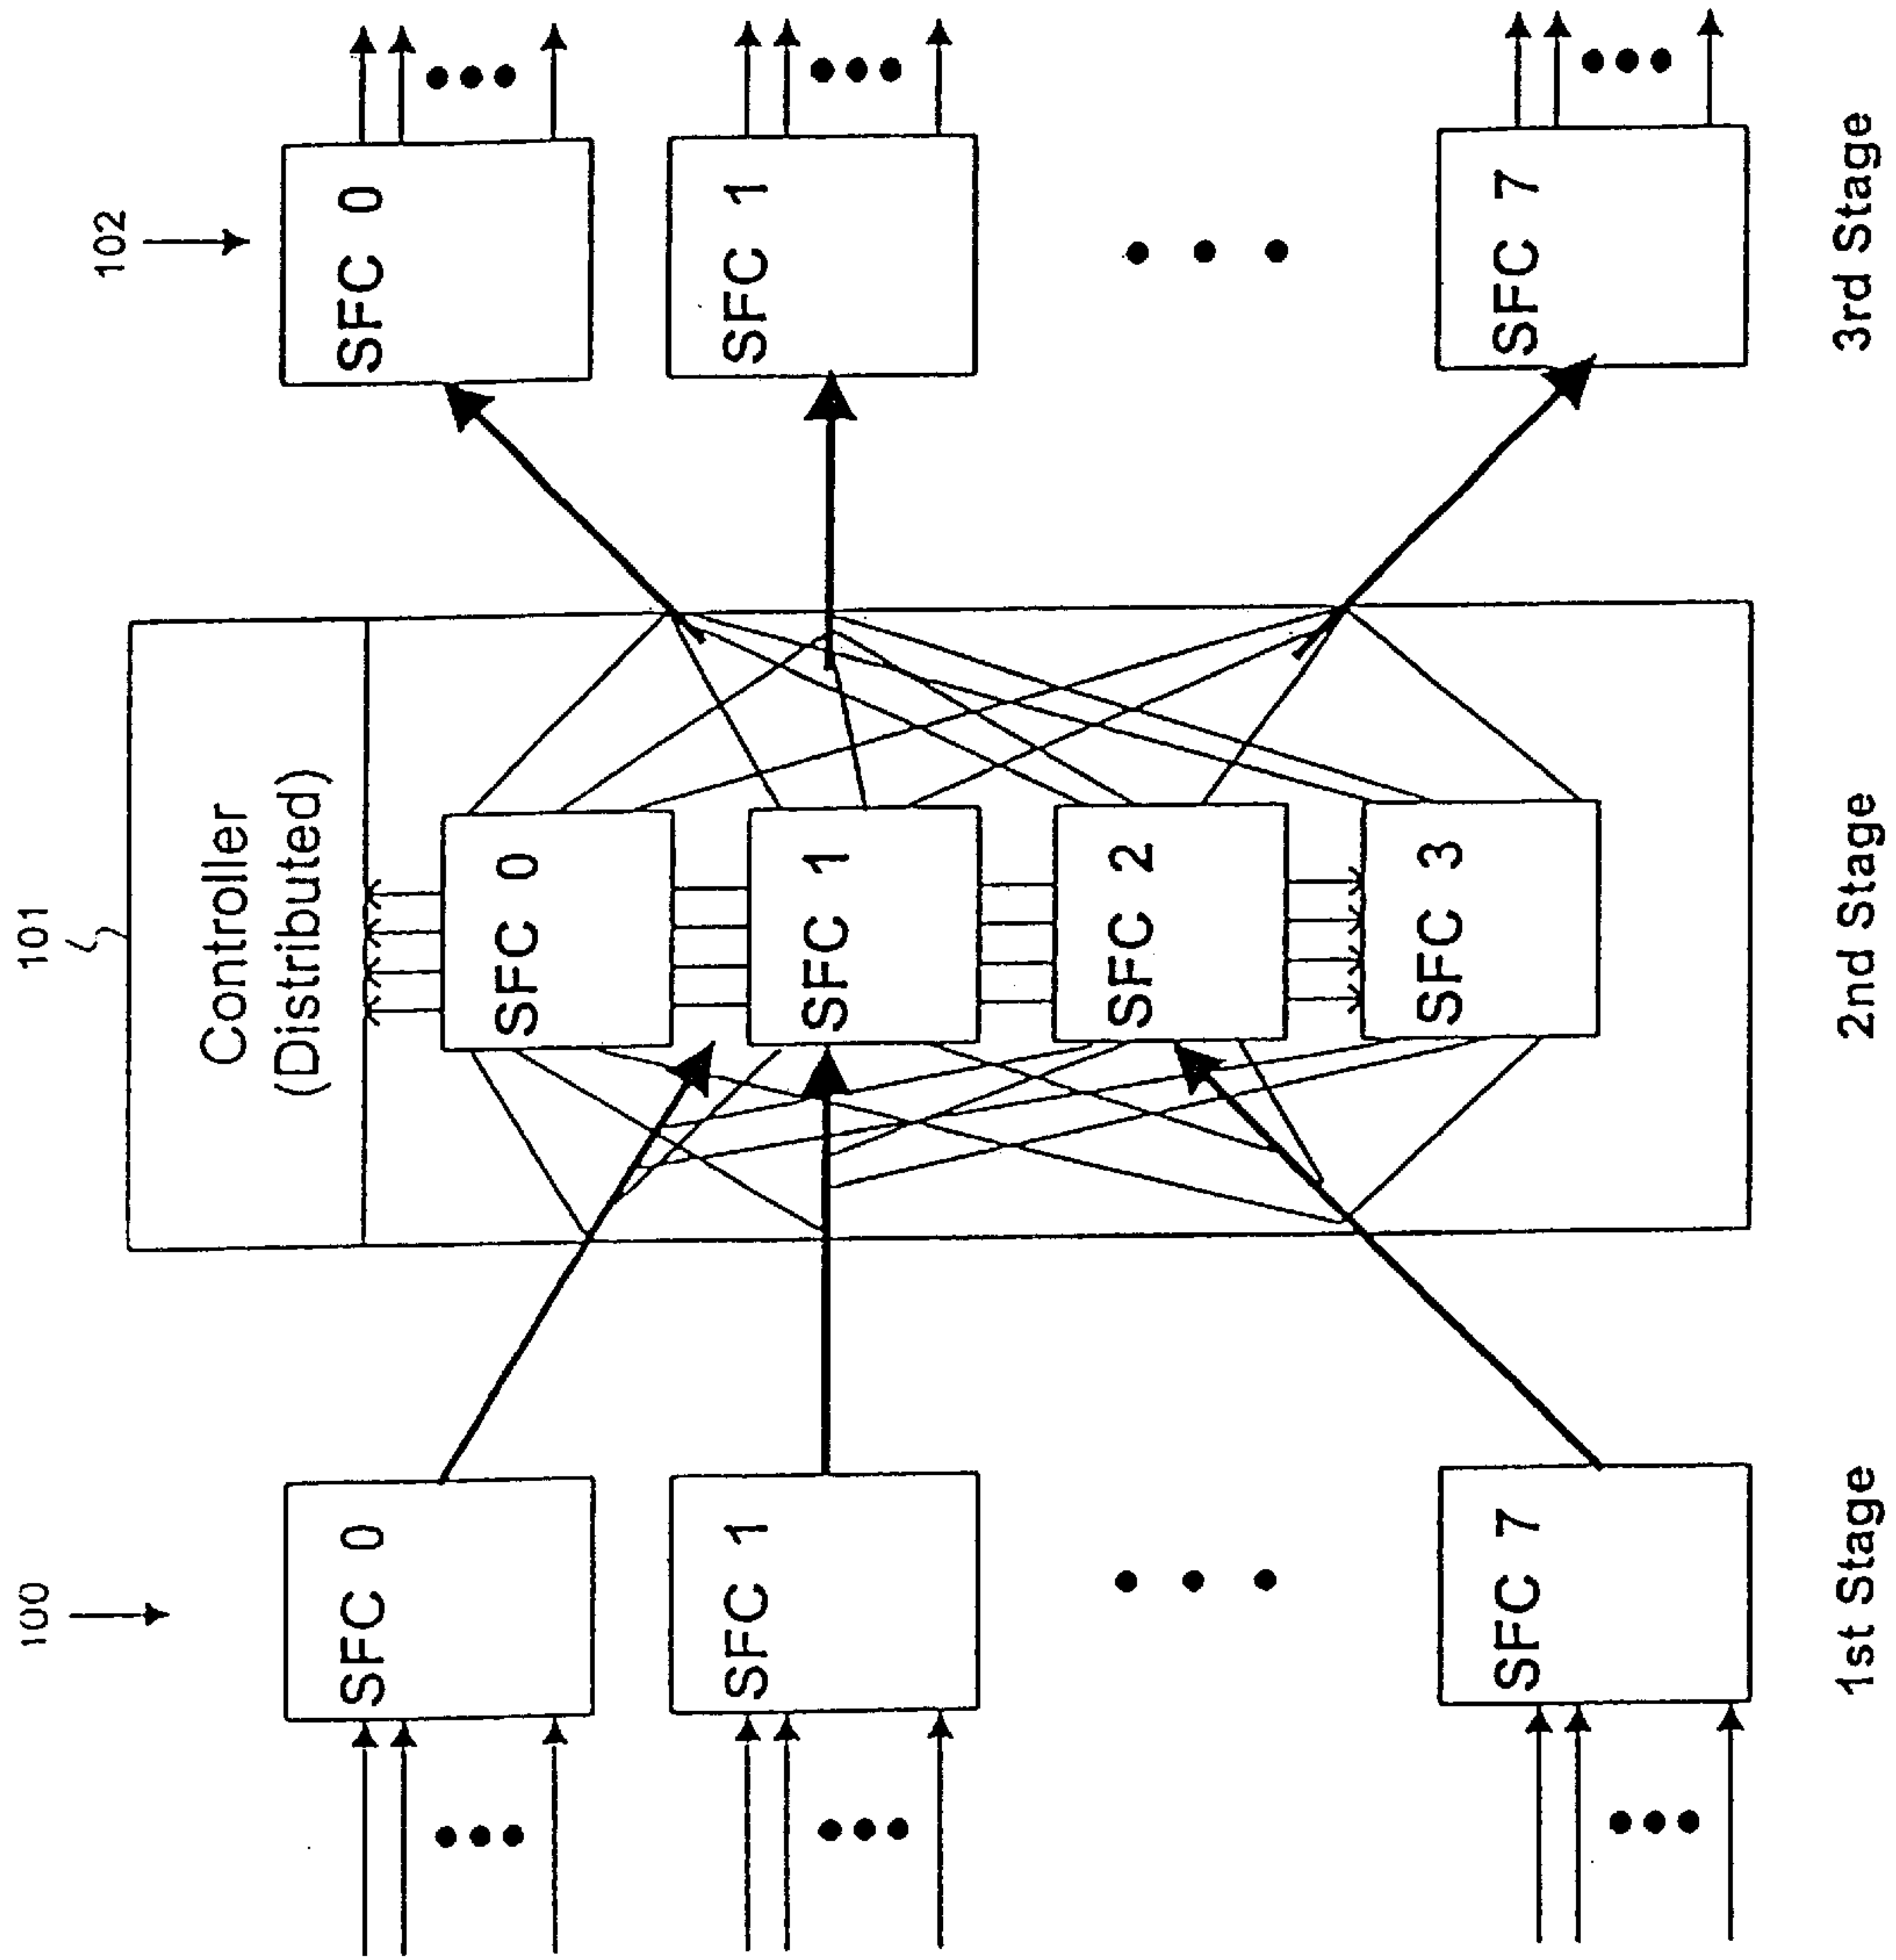 100
101
102
Controller
(Distributed)
SFC 0
SFC 1
SFC 7
SFC 0
SFC 1
SFC 2
SFC 3
SFC 0
SFC 1
SFC 7
1st Stage
2nd Stage
3rd Stage